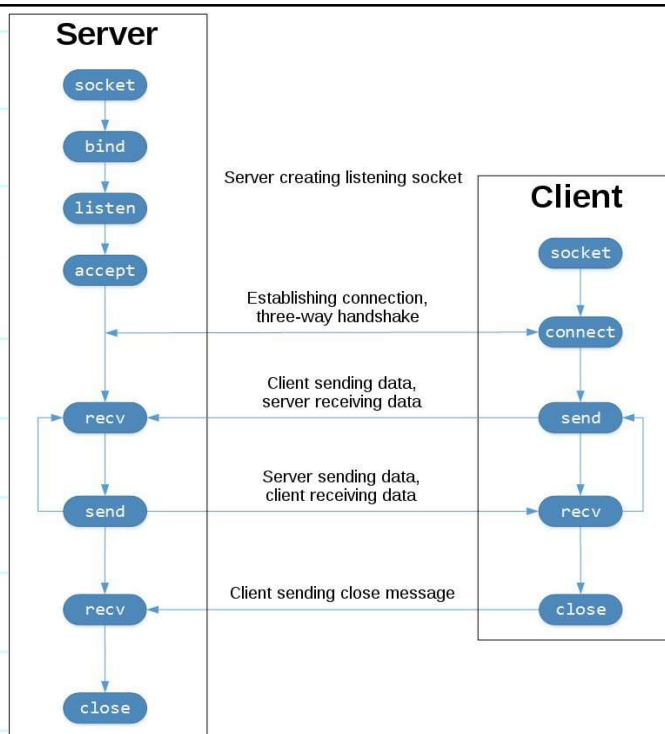 Server
socket
bind
listen
accept
Server creating listening socket
Client
socket
Establishing connection,
three-way handshake
connect
Client sending data,
server receiving data
recv
send
Server sending data,
client receiving data
send
recv
Client sending close message
recv
close
close